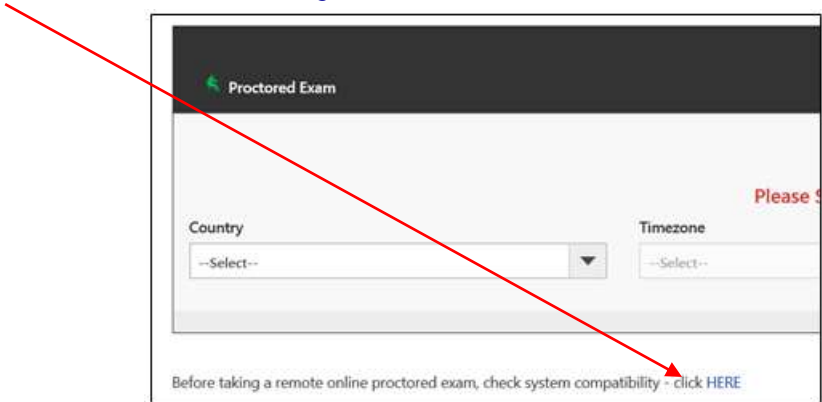 Proctored Exam
Please
Country Timezone
--Select-- --Select--
Before taking a remote online proctored exam, check system compatibility - click HERE